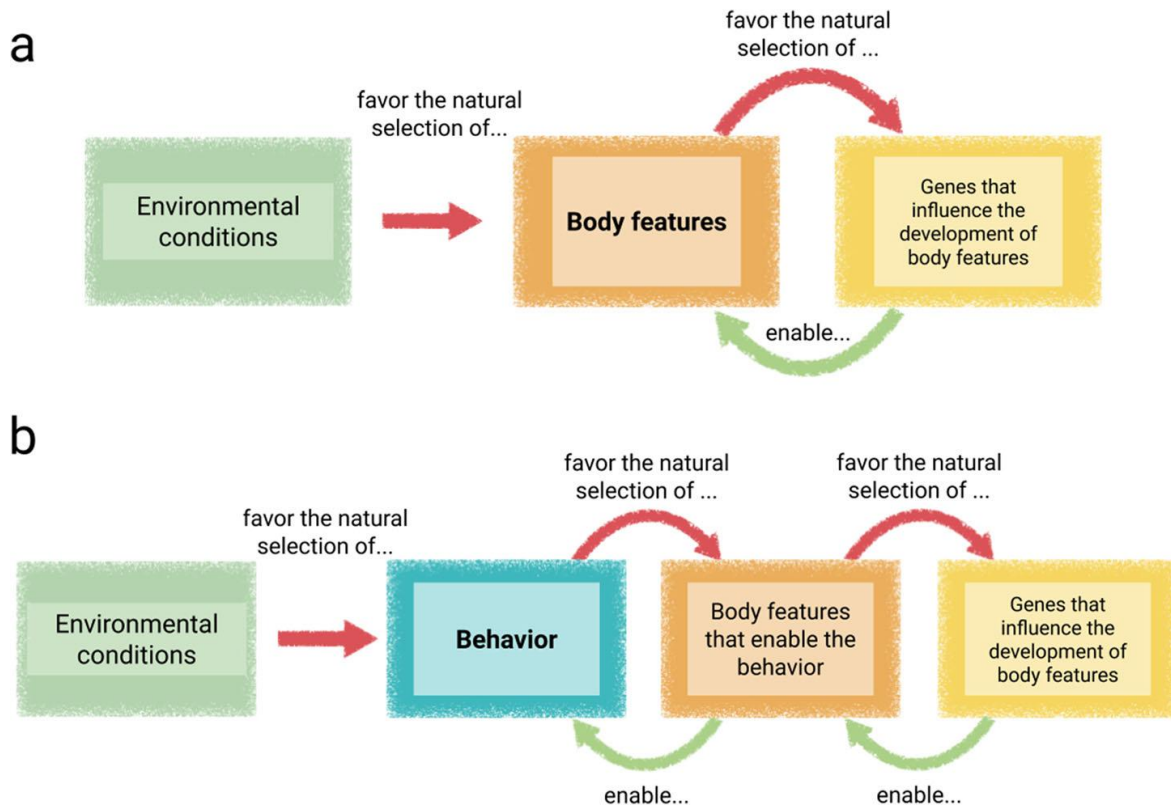 a
favor the natural
selection of ...
favor the natural
selection of...
Environmental
conditions
Body features
Genes that
influence the
development of
body features
enable...
b
favor the natural
selection of ...
favor the natural
selection of ...
favor the natural
selection of...
Environmental
conditions
Behavior
Body features
that enable the
behavior
Genes that
influence the
development of
body features
enable...
enable...